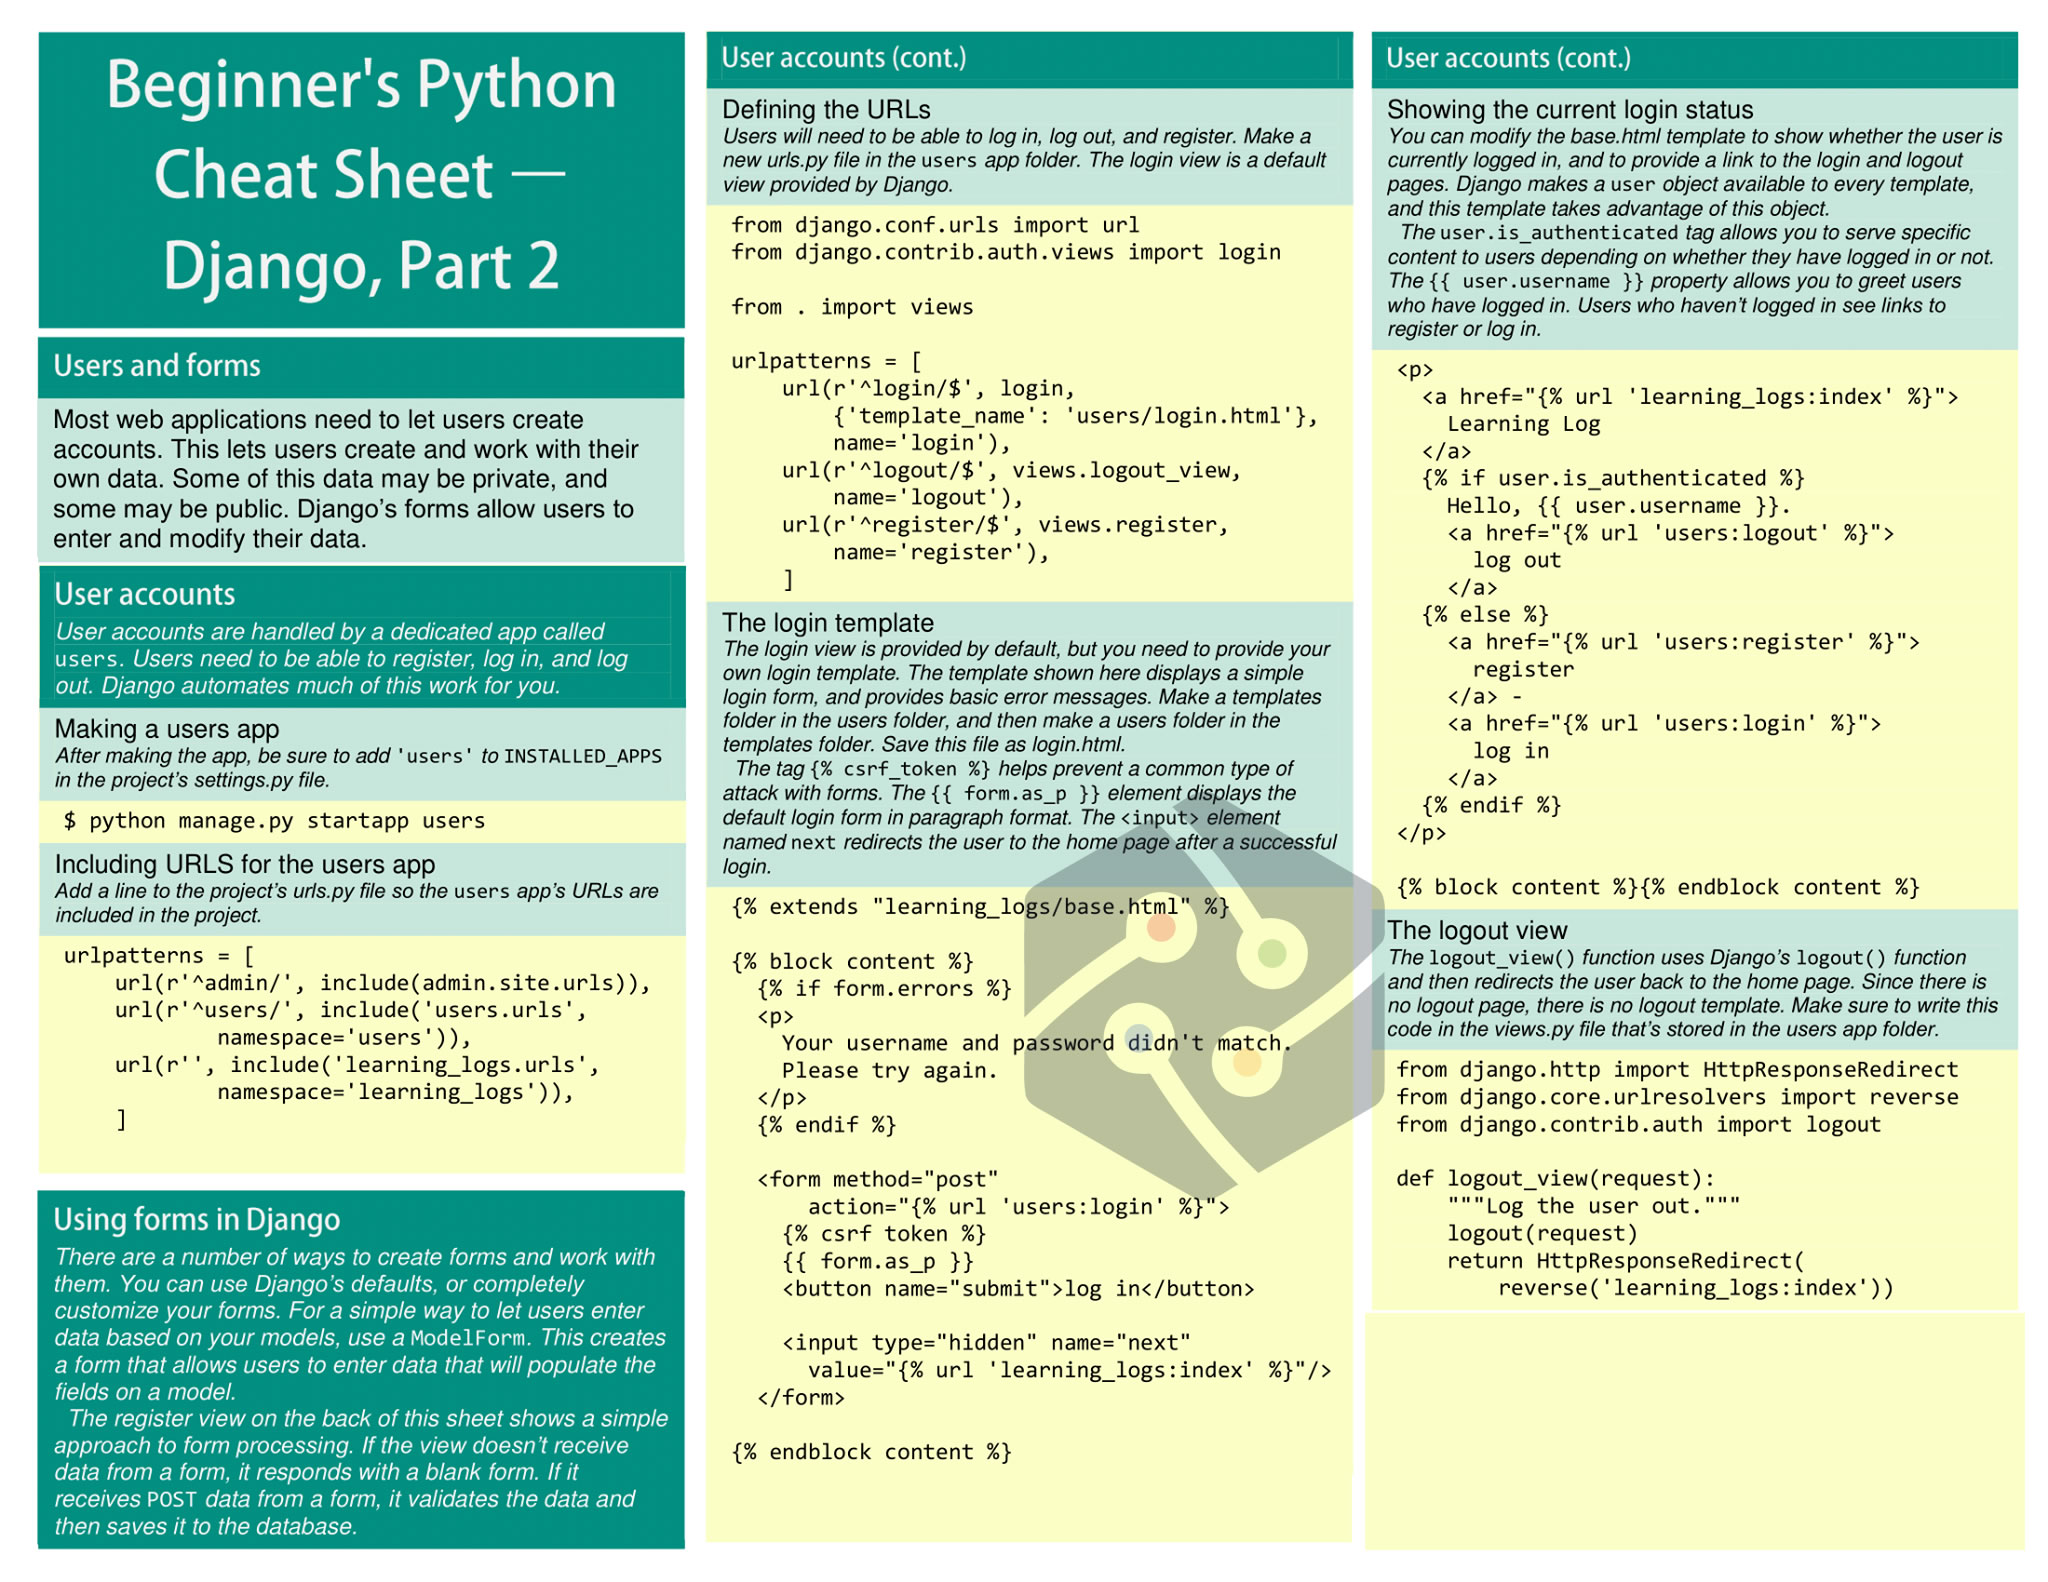 Beginner's Python
Cheat Sheet —
Django, Part 2
Users and forms
Most web applications need to let users create
accounts. This lets users create and work with their
own data. Some of this data may be private, and
some may be public. Django’s forms allow users to
enter and modify their data.
User accounts
User accounts are handled by a dedicated app called
users. Users need to be able to register, log in, and log
out. Django automates much of this work for you.
Making a users app
After making the app, be sure to add 'users' to INSTALLED_APPS
in the project’s settings.py file.
$ python manage.py startapp users
Including URLS for the users app
Add a line to the project’s urls.py file so the users app’s URLs are
included in the project.
urlpatterns = [
    url(r'^admin/', include(admin.site.urls)),
    url(r'^users/', include('users.urls',
            namespace='users')),
    url(r'', include('learning_logs.urls',
            namespace='learning_logs')),
    ]
Using forms in Django
There are a number of ways to create forms and work with
them. You can use Django’s defaults, or completely
customize your forms. For a simple way to let users enter
data based on your models, use a ModelForm. This creates
a form that allows users to enter data that will populate the
fields on a model.
The register view on the back of this sheet shows a simple
approach to form processing. If the view doesn’t receive
data from a form, it responds with a blank form. If it
receives POST data from a form, it validates the data and
then saves it to the database.
User accounts (cont.)
Defining the URLs
Users will need to be able to log in, log out, and register. Make a
new urls.py file in the users app folder. The login view is a default
view provided by Django.
from django.conf.urls import url
from django.contrib.auth.views import login
from . import views
urlpatterns = [
    url(r'^login/$', login,
        {'template_name': 'users/login.html'},
        name='login'),
    url(r'^logout/$', views.logout_view,
        name='logout'),
    url(r'^register/$', views.register,
        name='register'),
    ]
The login template
The login view is provided by default, but you need to provide your
own login template. The template shown here displays a simple
login form, and provides basic error messages. Make a templates
folder in the users folder, and then make a users folder in the
templates folder. Save this file as login.html.
The tag {% csrf_token %} helps prevent a common type of
attack with forms. The {{ form.as_p }} element displays the
default login form in paragraph format. The <input> element
named next redirects the user to the home page after a successful
login.
{% extends "learning_logs/base.html" %}
{% block content %}
  {% if form.errors %}
  <p>
    Your username and password didn't match.
    Please try again.
  </p>
  {% endif %}
  <form method="post"
      action="{% url 'users:login' %}">
    {% csrf token %}
    {{ form.as_p }}
    <button name="submit">log in</button>
    <input type="hidden" name="next"
      value="{% url 'learning_logs:index' %}"/>
  </form>
{% endblock content %}
User accounts (cont.)
Showing the current login status
You can modify the base.html template to show whether the user is
currently logged in, and to provide a link to the login and logout
pages. Django makes a user object available to every template,
and this template takes advantage of this object.
The user.is_authenticated tag allows you to serve specific
content to users depending on whether they have logged in or not.
The {{ user.username }} property allows you to greet users
who have logged in. Users who haven’t logged in see links to
register or log in.
<p>
  <a href="{% url 'learning_logs:index' %}">
    Learning Log
  </a>
  {% if user.is_authenticated %}
    Hello, {{ user.username }}.
    <a href="{% url 'users:logout' %}">
      log out
    </a>
  {% else %}
    <a href="{% url 'users:register' %}">
      register
    </a> -
    <a href="{% url 'users:login' %}">
      log in
    </a>
  {% endif %}
</p>
{% block content %}{% endblock content %}
The logout view
The logout_view() function uses Django’s logout() function
and then redirects the user back to the home page. Since there is
no logout page, there is no logout template. Make sure to write this
code in the views.py file that’s stored in the users app folder.
from django.http import HttpResponseRedirect
from django.core.urlresolvers import reverse
from django.contrib.auth import logout
def logout_view(request):
    """Log the user out."""
    logout(request)
    return HttpResponseRedirect(
        reverse('learning_logs:index'))